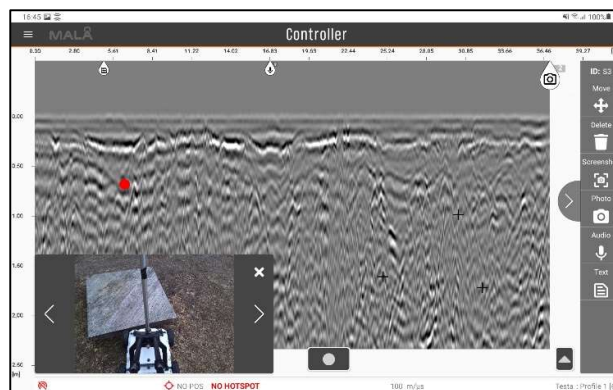 16:45 100%
MALÅ Controller
0.00 2.80 5.61 8.41 11.22 14.02 16.83 19.63 22.44 25.24 28.05 30.85 33.66 36.46 39.27
ID: S3
Move
Delete
Screensh
Photo
Audio
Text
0.00
0.50
1.00
1.50
2.00
2.50
[m]
NO POS NO HOTSPOT 100 m/µs Testa : Profile 1